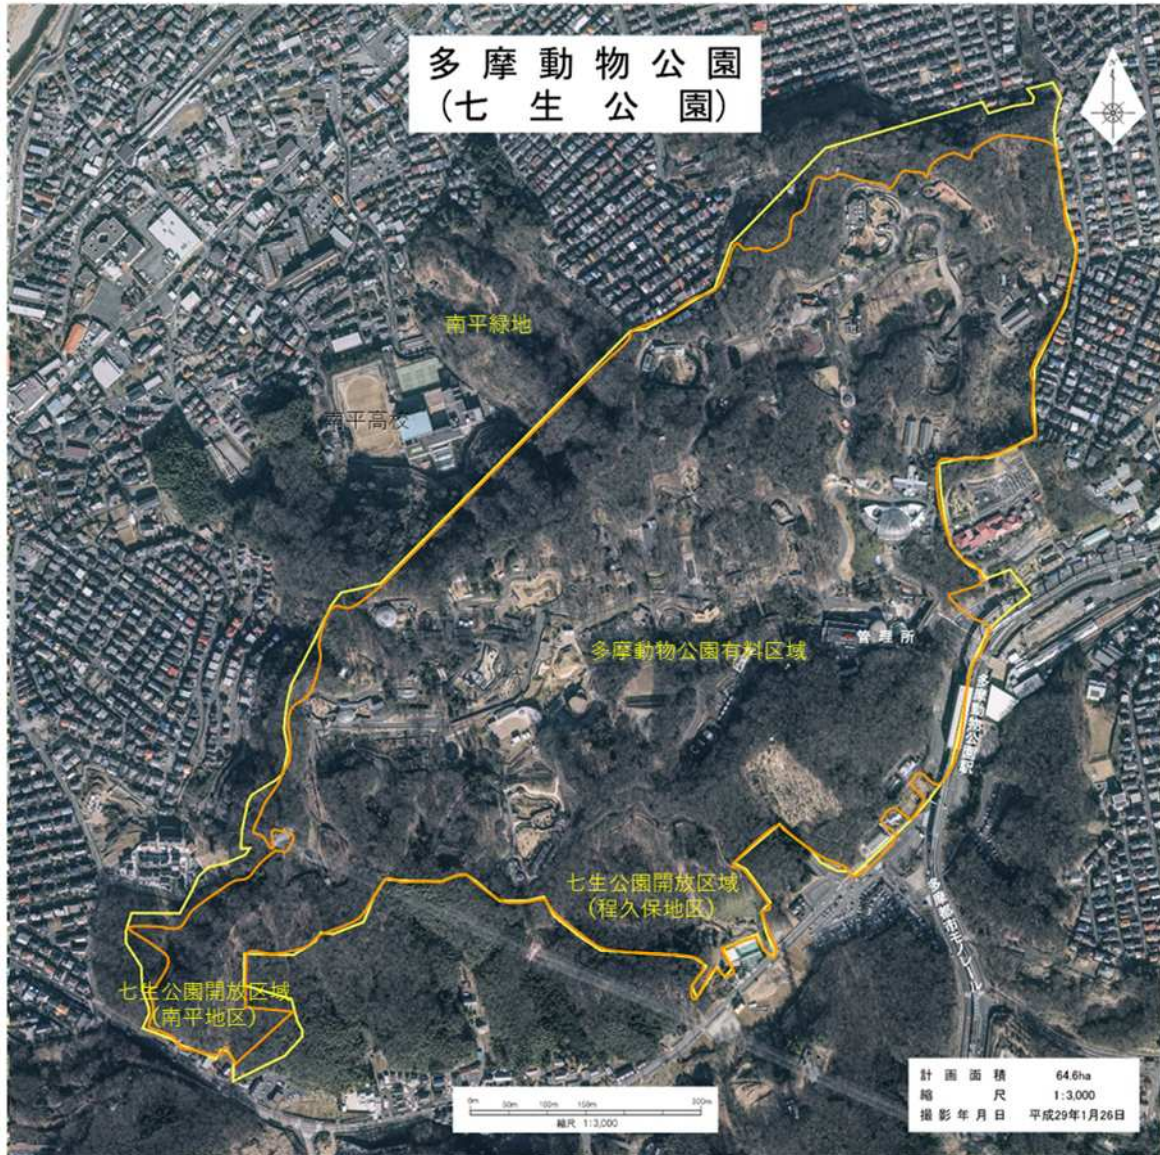 多摩動物公園
(七生公園)
N
南平緑地
南平高校
多摩動物公園有料区域
管理所
多摩動物公園駅
七生公園開放区域
(程久保地区)
多摩都市モノレール
七生公園開放区域
(南平地区)
0m 50m 100m 150m 300m
縮尺 1:3,000
計画面積 64.6ha
縮尺 1:3,000
撮影年月日 平成29年1月26日